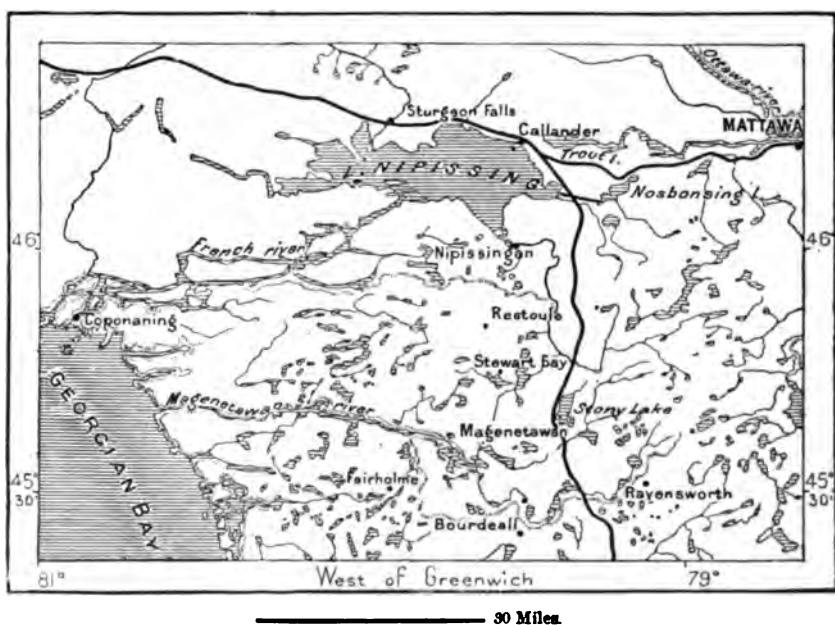 Ottawa river
Sturgeon Falls
Callander
MATTAWA
Trout l.
L. NIPISSING
Nosbonsing L
46°
French river
46°
Nipissingan
Coponaning
Restoule
Stewart bay
GEORGIAN BAY
Magenetawan river
Stony Lake
Magenetawan
45°
30'
Fairholme
Ravensworth
45°
30'
Bourdeall
81°
West of Greenwich
79°
30 Miles.